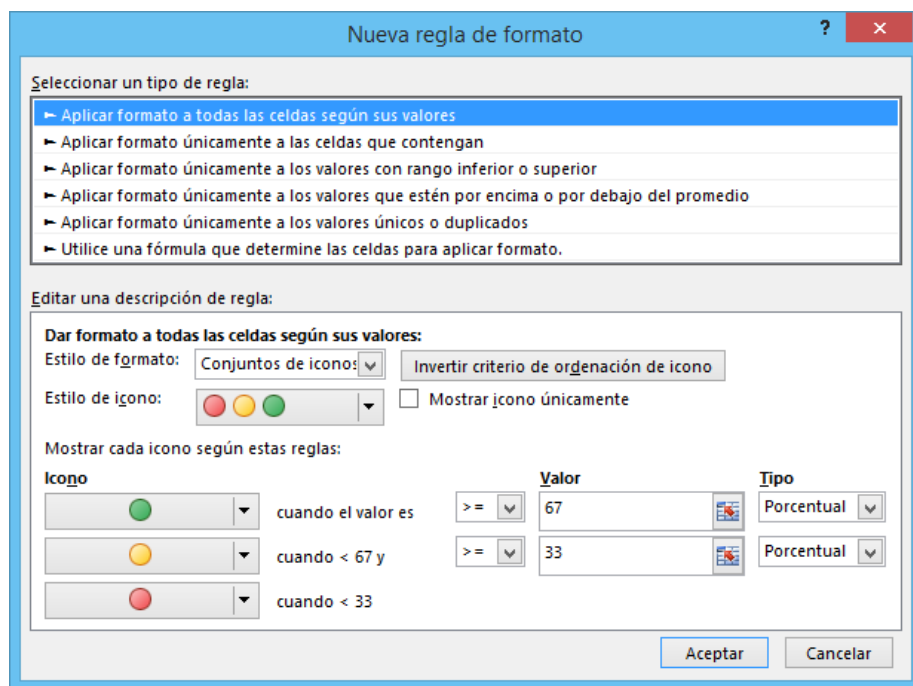 Nueva regla de formato
?
Seleccionar un tipo de regla:
Aplicar formato a todas las celdas según sus valores
Aplicar formato únicamente a las celdas que contengan
Aplicar formato únicamente a los valores con rango inferior o superior
Aplicar formato únicamente a los valores que estén por encima o por debajo del promedio
Aplicar formato únicamente a los valores únicos o duplicados
Utilice una fórmula que determine las celdas para aplicar formato.
Editar una descripción de regla:
Dar formato a todas las celdas según sus valores:
Estilo de formato: Conjuntos de iconos Invertir criterio de ordenación de icono
Estilo de icono: Mostrar icono únicamente
Mostrar cada icono según estas reglas:
Icono Valor Tipo
cuando el valor es >= 67 Porcentual
cuando < 67 y >= 33 Porcentual
cuando < 33
Aceptar Cancelar